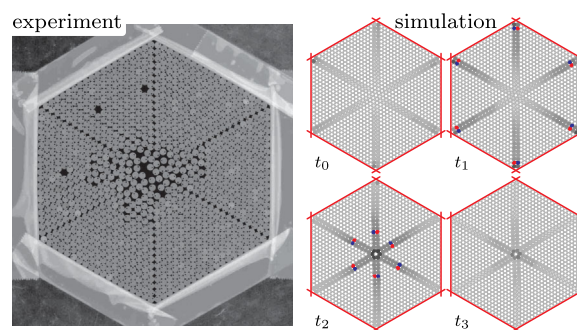 experiment
simulation
t0
t1
t2
t3